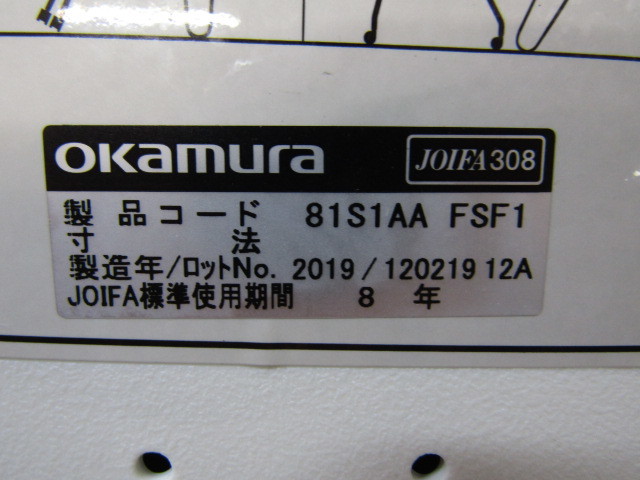 okamura JOIFA308
製品コード 81S1AA FSF1
寸法
製造年/ロットNo. 2019/120219 12A
JOIFA標準使用期間 8 年